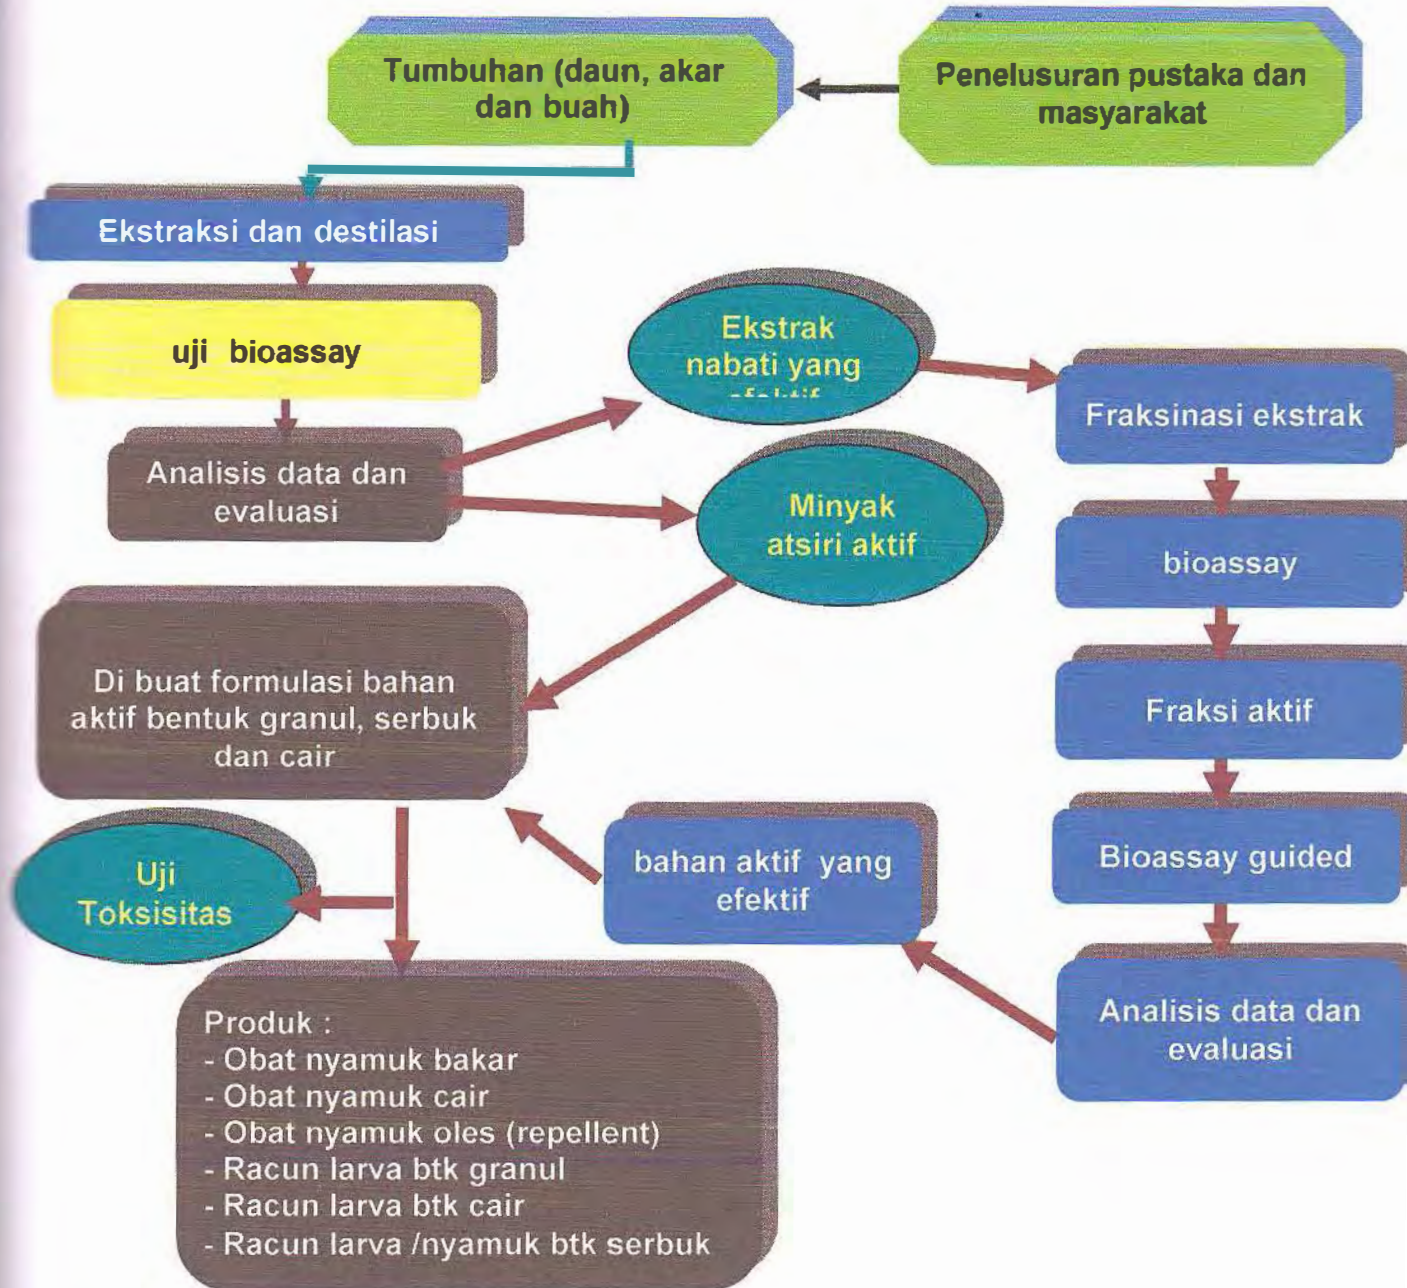 Tumbuhan (daun, akar
dan buah)
Penelusuran pustaka dan
masyarakat
Ekstraksi dan destilasi
uji bioassay
Analisis data dan
evaluasi
Ekstrak
nabati yang
Minyak
atsiri aktif
Fraksinasi ekstrak
bioassay
Fraksi aktif
Bioassay guided
Analisis data dan
evaluasi
bahan aktif yang
efektif
Di buat formulasi bahan
aktif bentuk granul, serbuk
dan cair
Uji
Toksisitas
Produk :
- Obat nyamuk bakar
- Obat nyamuk cair
- Obat nyamuk oles (repellent)
- Racun larva btk granul
- Racun larva btk cair
- Racun larva /nyamuk btk serbuk